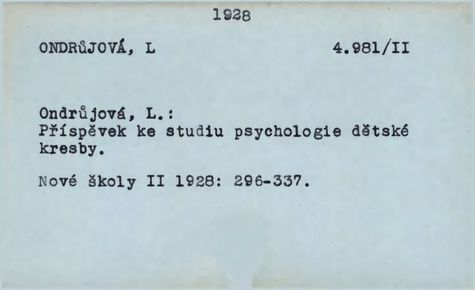 1928
ONDRŮJOVÁ, L 4.981/II
Ondrůjová, L.:
Příspěvek ke studiu psychologie dětské
kresby.
Nové školy II 1928: 296-337.